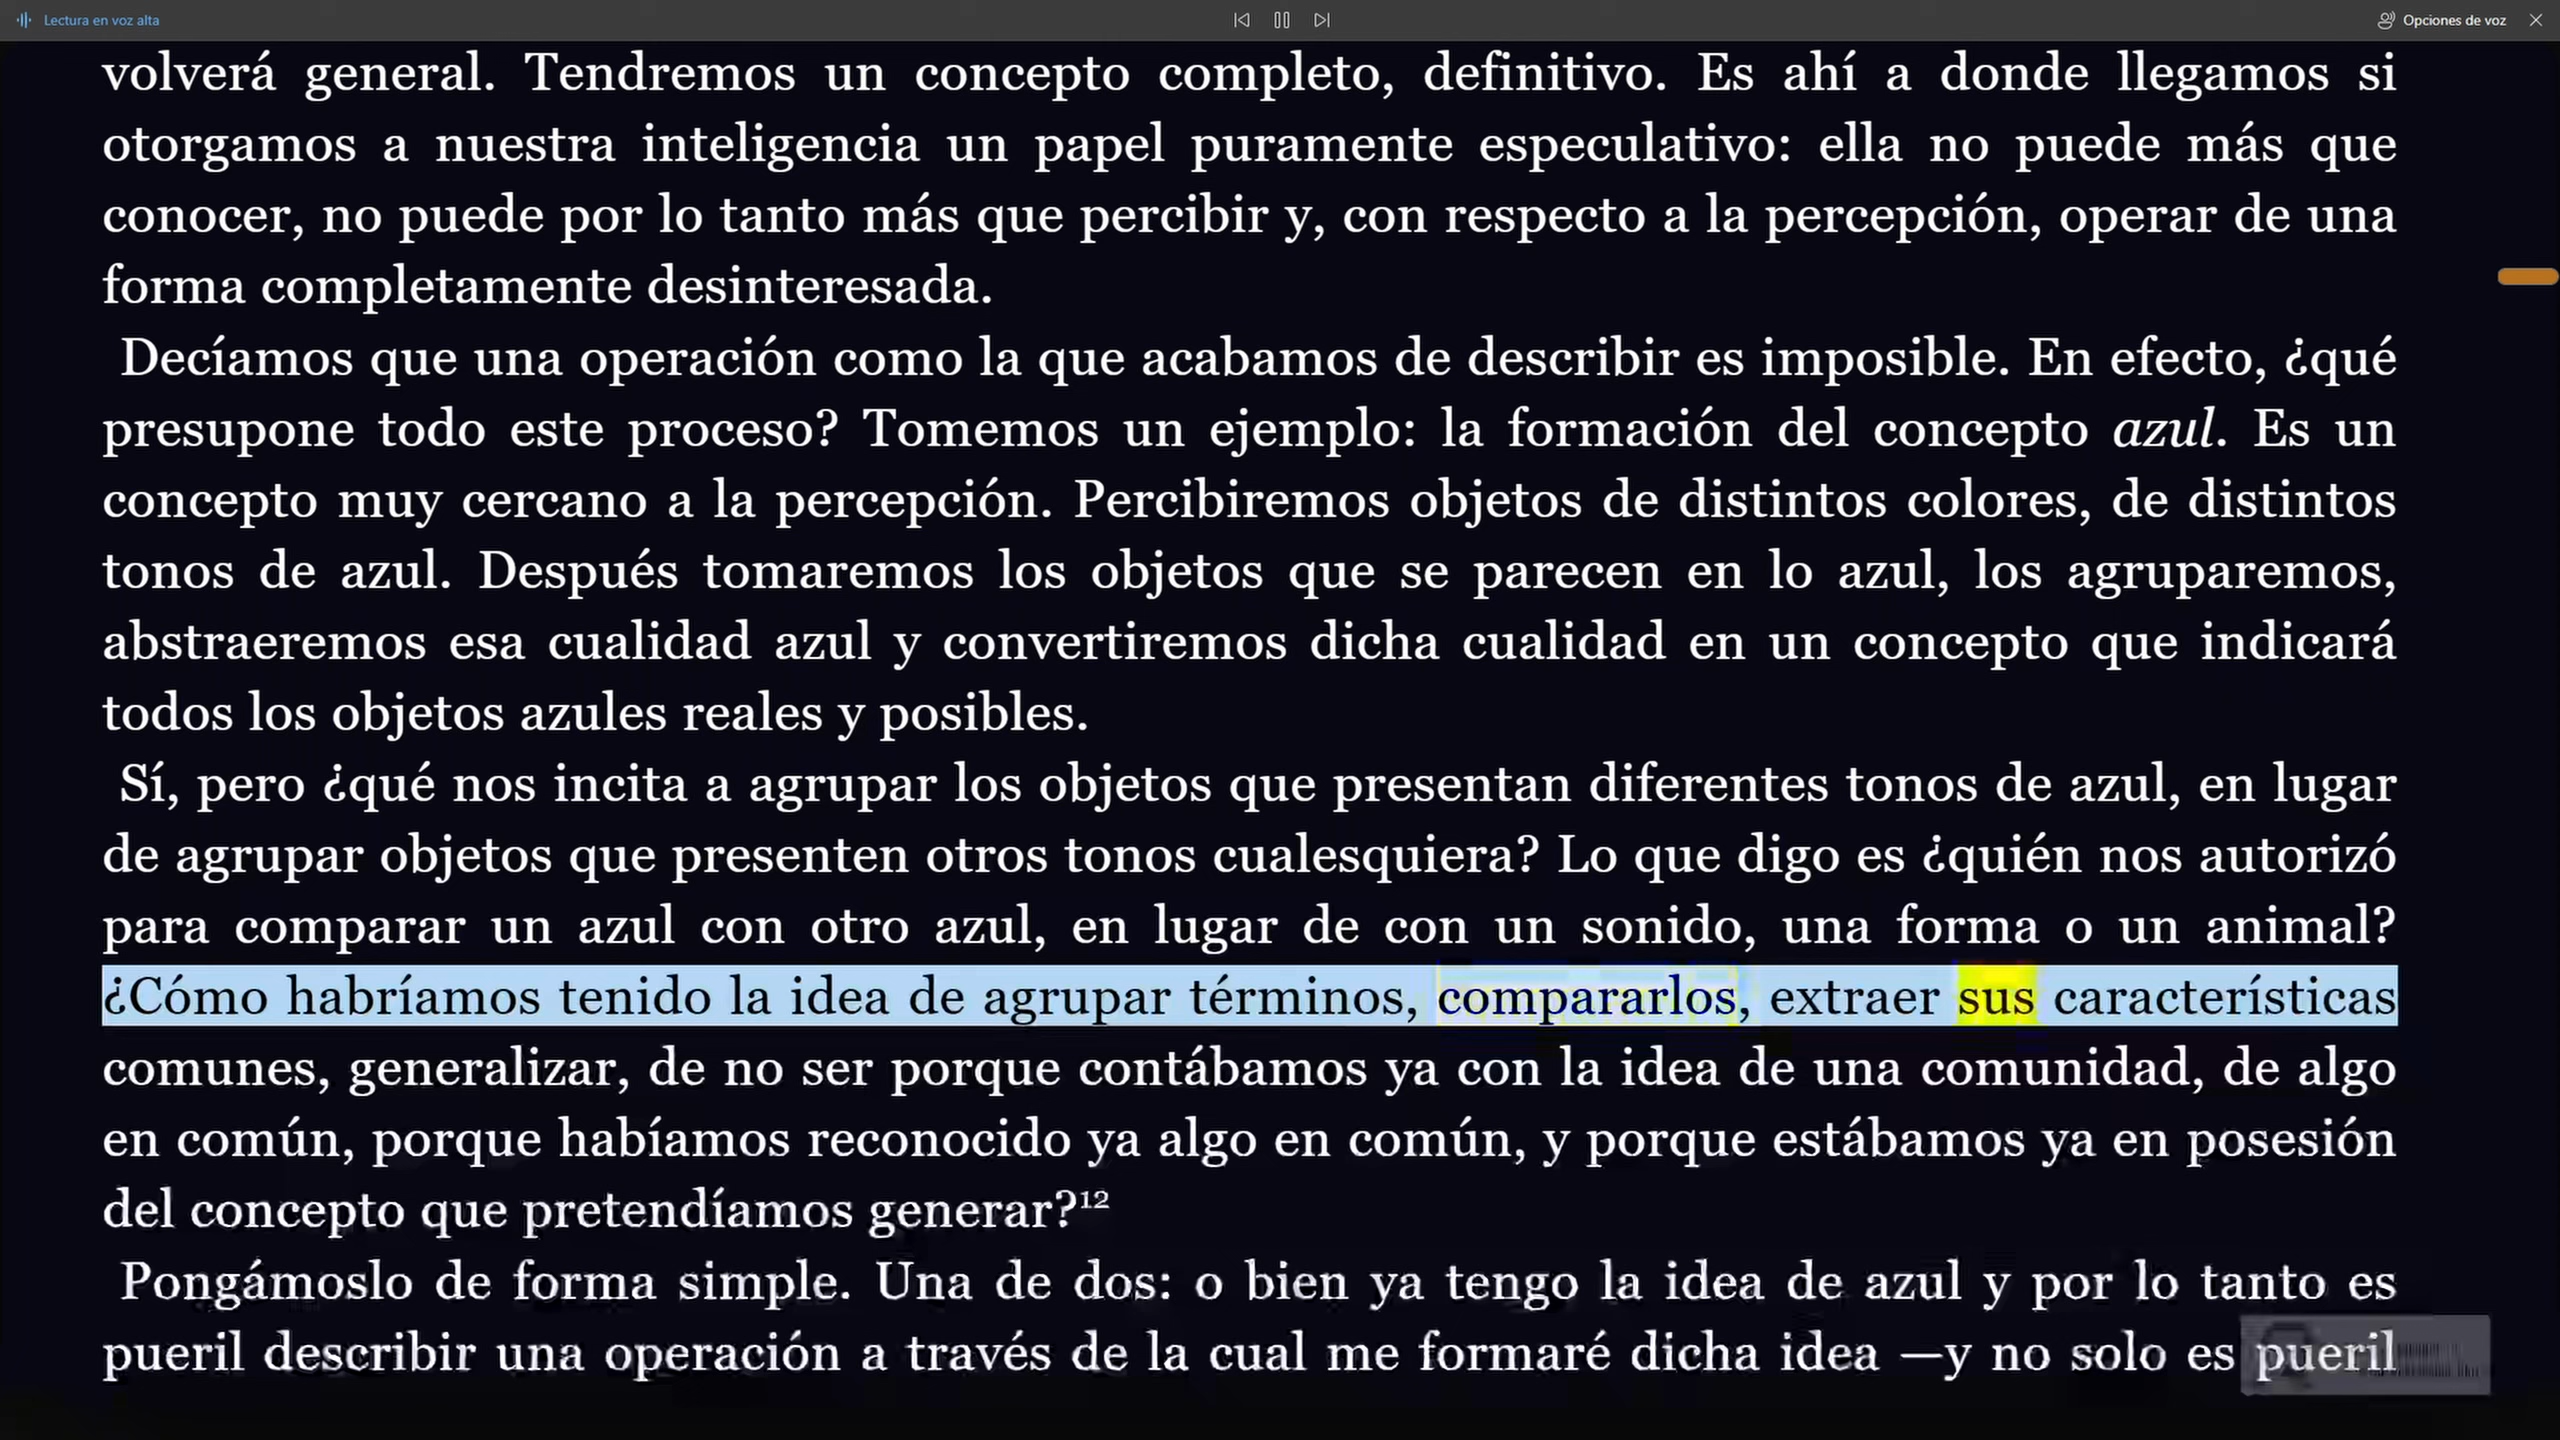 Lectura en voz alta
Opciones de voz
volverá general. Tendremos un concepto completo, definitivo. Es ahí a donde llegamos si
otorgamos a nuestra inteligencia un papel puramente especulativo: ella no puede más que
conocer, no puede por lo tanto más que percibir y, con respecto a la percepción, operar de una
forma completamente desinteresada.
Decíamos que una operación como la que acabamos de describir es imposible. En efecto, ¿qué
presupone todo este proceso? Tomemos un ejemplo: la formación del concepto azul. Es un
concepto muy cercano a la percepción. Percibiremos objetos de distintos colores, de distintos
tonos de azul. Después tomaremos los objetos que se parecen en lo azul, los agruparemos,
abstraeremos esa cualidad azul y convertiremos dicha cualidad en un concepto que indicará
todos los objetos azules reales y posibles.
Sí, pero ¿qué nos incita a agrupar los objetos que presentan diferentes tonos de azul, en lugar
de agrupar objetos que presenten otros tonos cualesquiera? Lo que digo es ¿quién nos autorizó
para comparar un azul con otro azul, en lugar de con un sonido, una forma o un animal?
¿Cómo habríamos tenido la idea de agrupar términos, compararlos, extraer sus características
comunes, generalizar, de no ser porque contábamos ya con la idea de una comunidad, de algo
en común, porque habíamos reconocido ya algo en común, y porque estábamos ya en posesión
del concepto que pretendíamos generar?¹²
Pongámoslo de forma simple. Una de dos: o bien ya tengo la idea de azul y por lo tanto es
pueril describir una operación a través de la cual me formaré dicha idea —y no solo es pueril